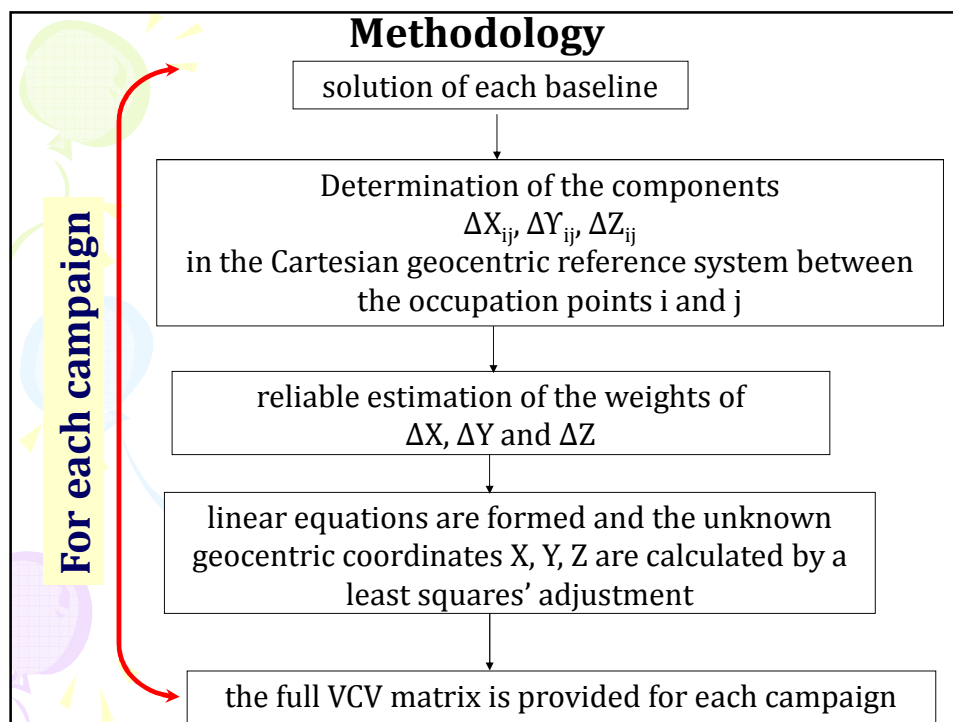 Methodology
solution of each baseline
Determination of the components
ΔX_ij, ΔY_ij, ΔZ_ij
in the Cartesian geocentric reference system between
the occupation points i and j
reliable estimation of the weights of
ΔX, ΔY and ΔZ
linear equations are formed and the unknown
geocentric coordinates X, Y, Z are calculated by a
least squares’ adjustment
the full VCV matrix is provided for each campaign
For each campaign